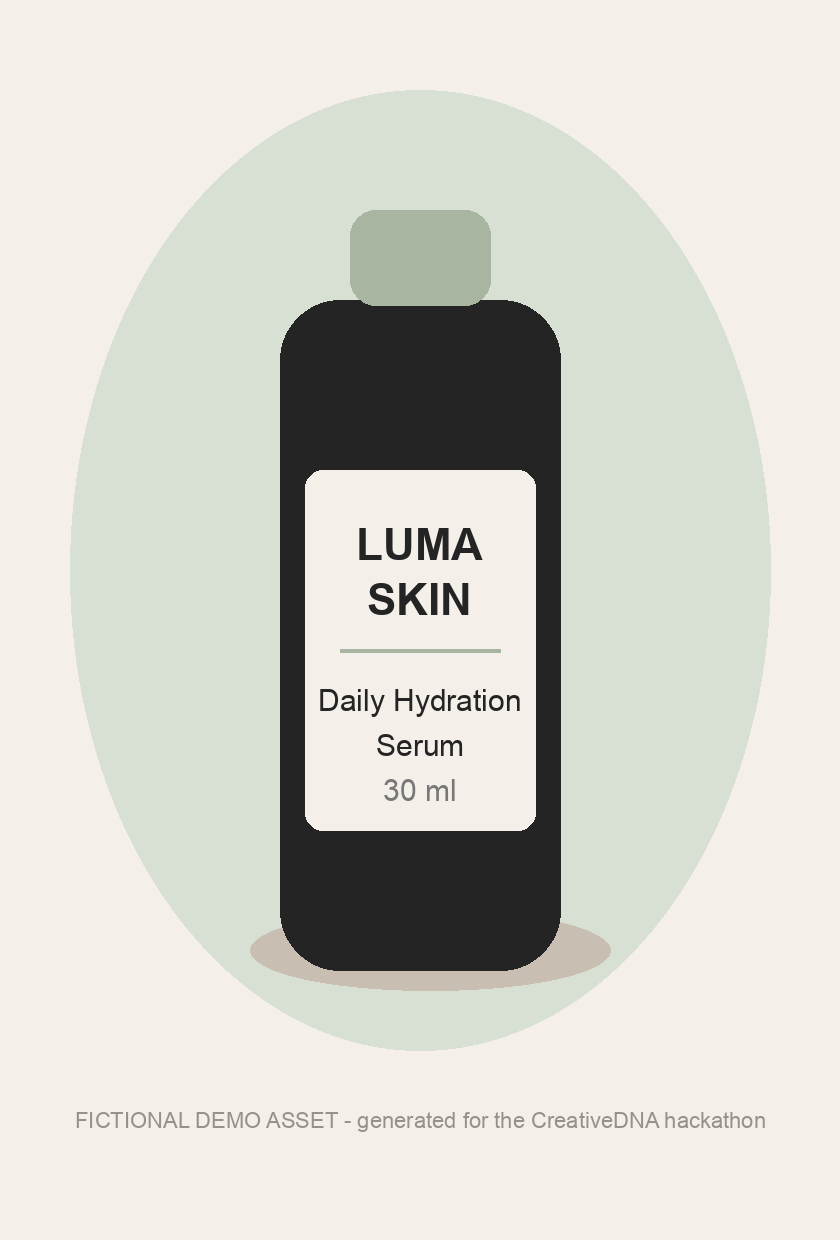 LUMA
SKIN
Daily Hydration
Serum
30 ml
FICTIONAL DEMO ASSET - generated for the CreativeDNA hackathon